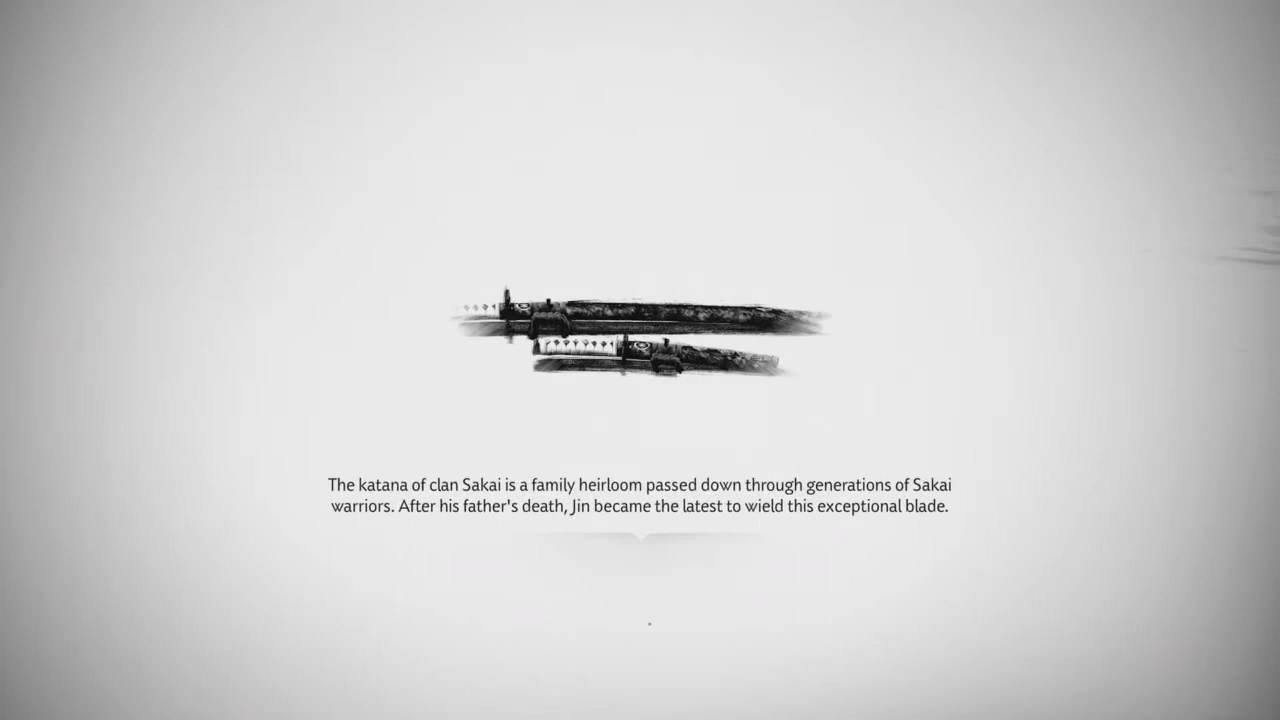 The katana of clan Sakai is a family heirloom passed down through generations of Sakai
warriors. After his father's death, Jin became the latest to wield this exceptional blade.